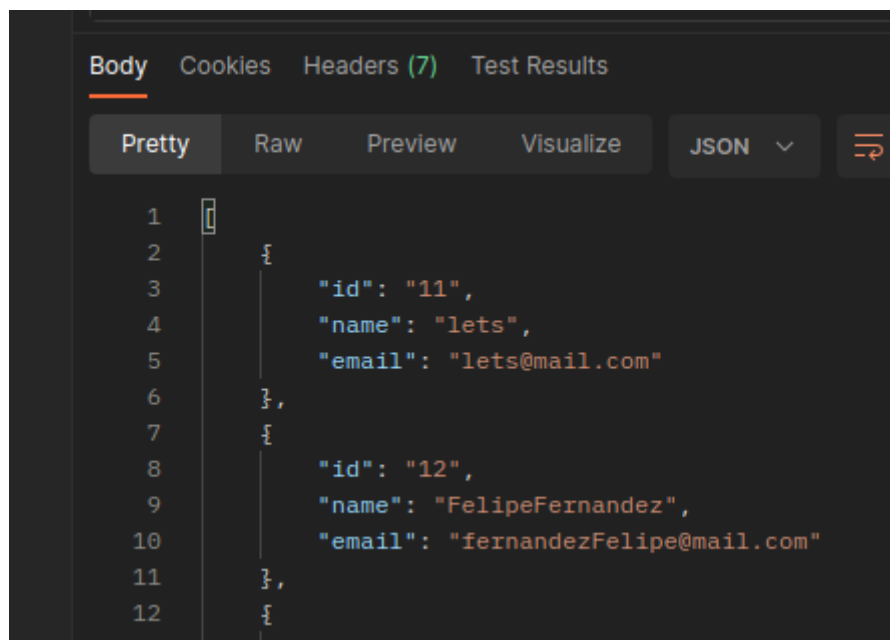 Body Cookies Headers (7) Test Results
Pretty Raw Preview Visualize JSON
1 [
2 {
3 "id": "11",
4 "name": "lets",
5 "email": "lets@mail.com"
6 },
7 {
8 "id": "12",
9 "name": "FelipeFernandez",
10 "email": "fernandezFelipe@mail.com"
11 },
12 {